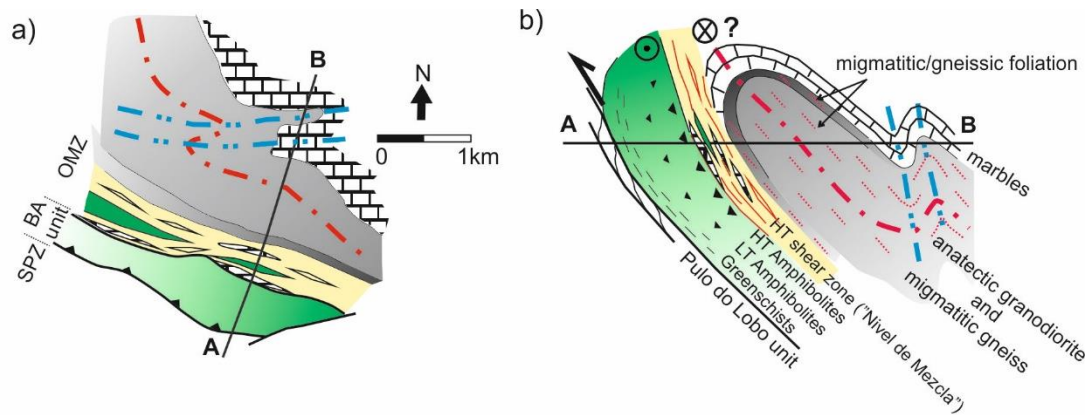 a)
B
N
0 1km
OMZ
BA
unit
SPZ
A
b)
?
migmatitic/gneissic foliation
A
B
marbles
HT shear zone ("Nivel de Mezcla")
HT Amphibolites
LT Amphibolites
Greenschists
Pulo do Lobo unit
anatectic granodiorite
and
migmatitic gneiss